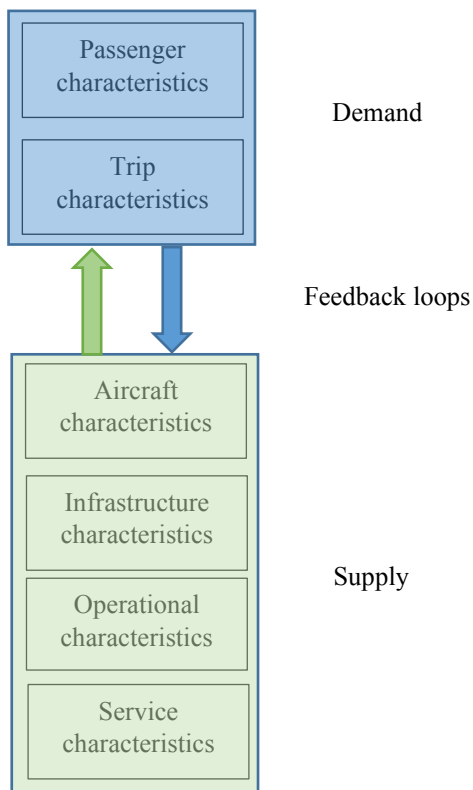 Passenger
characteristics
Demand
Trip
characteristics
Feedback loops
Aircraft
characteristics
Infrastructure
characteristics
Supply
Operational
characteristics
Service
characteristics